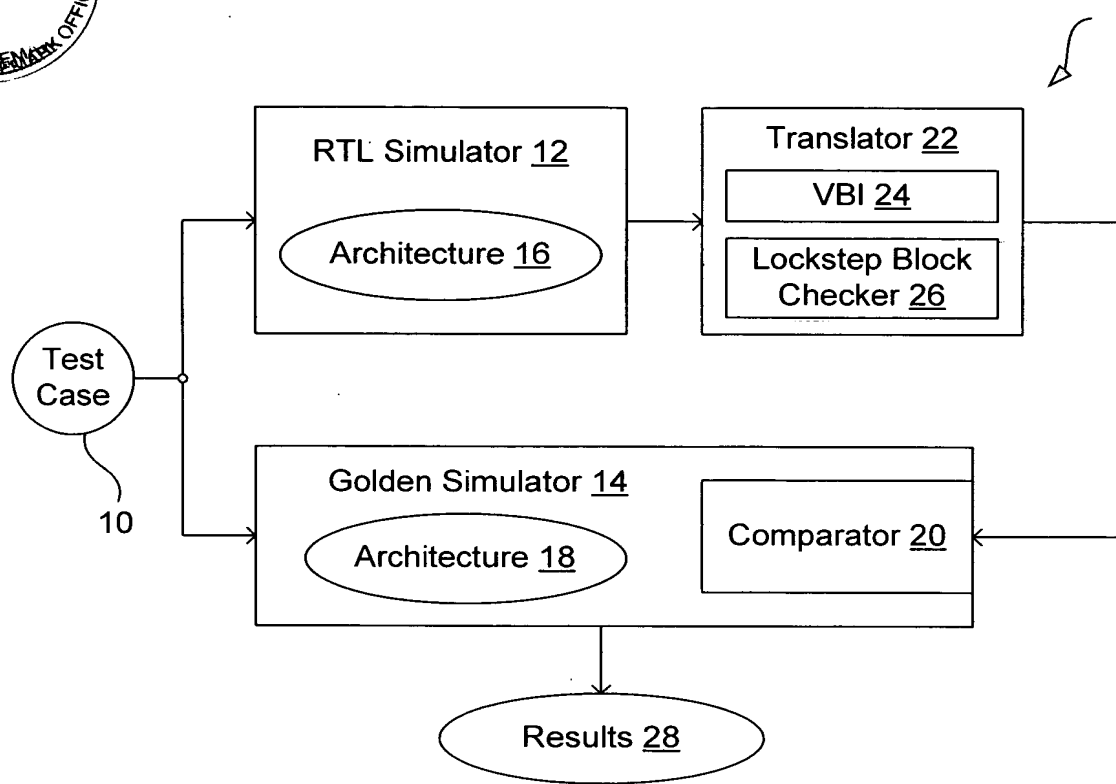 RTL Simulator 12
Architecture 16
Translator 22
VBI 24
Lockstep Block
Checker 26
Test
Case
10
Golden Simulator 14
Architecture 18
Comparator 20
Results 28